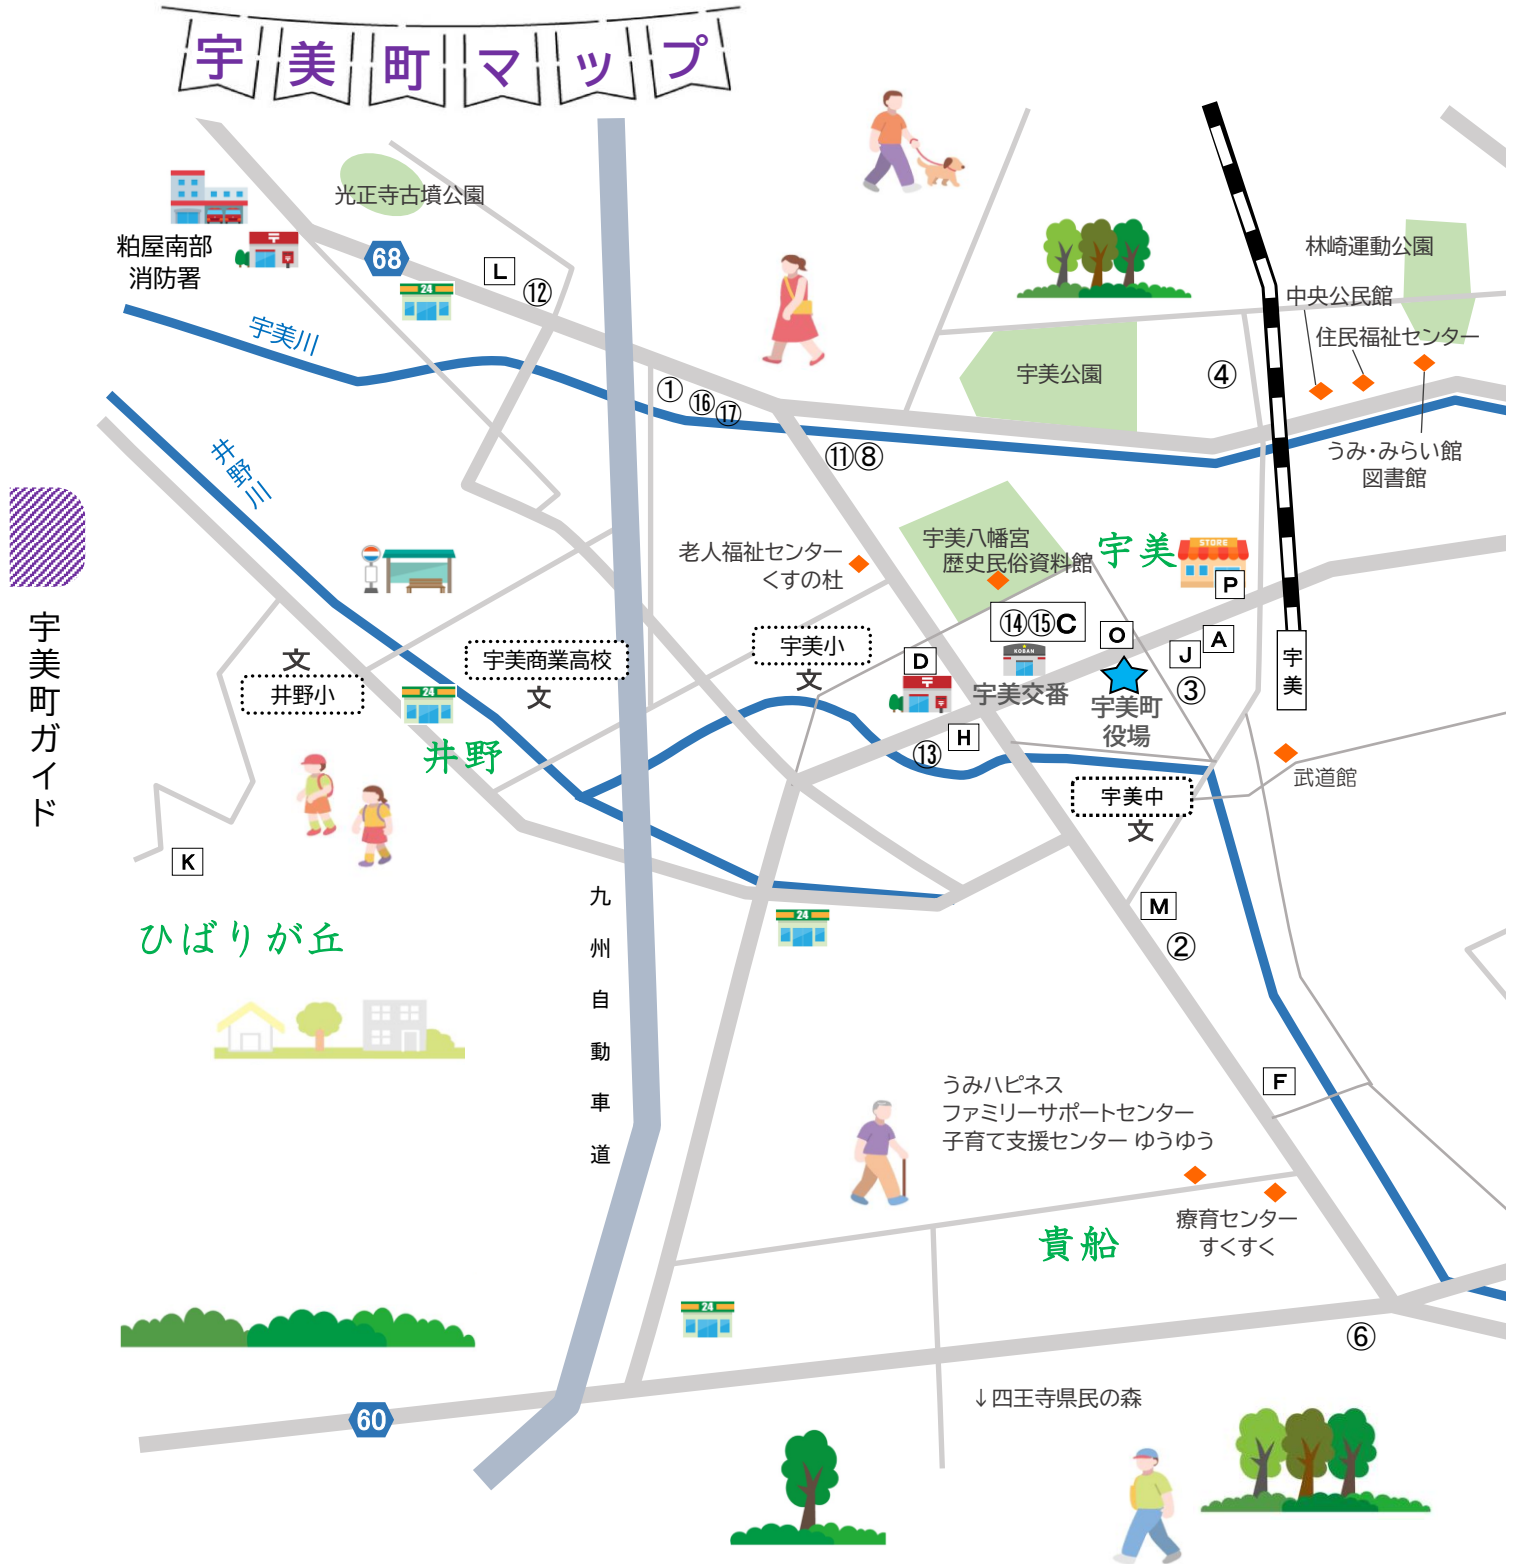 宇美町マップ
光正寺古墳公園
粕屋南部
消防署
68
L
⑫
24
宇美川
林崎運動公園
中央公民館
住民福祉センター
宇美公園
④
①
⑯
⑰
⑪⑧
うみ・みらい館
図書館
井野川
宇美町ガイド
老人福祉センター
くすの杜
宇美八幡宮
歴史民俗資料館
宇美
STORE
P
⑭⑮C
KOBAN
宇美交番
O
J
A
③
宇美町
役場
宇美
D
H
⑬
宇美小
文
宇美商業高校
文
文
井野小
24
井野
武道館
宇美中
文
K
ひばりが丘
九州自動車道
24
M
②
F
うみハピネス
ファミリーサポートセンター
子育て支援センター ゆうゆう
療育センター
すくすく
貴船
24
⑥
60
↓四王寺県民の森